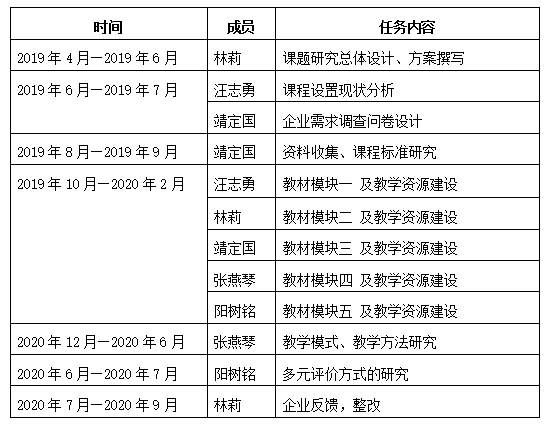 时间 成员 任务内容
2019 年 4 月—2019 年 6 月 林莉 课题研究总体设计、方案撰写
2019 年 6 月—2019 年 7 月 汪志勇 课程设置现状分析
靖定国 企业需求调查问卷设计
2019 年 8 月—2019 年 9 月 靖定国 资料收集、课程标准研究
2019 年 10 月—2020 年 2 月 汪志勇 教材模块一 及教学资源建设
林莉 教材模块二 及教学资源建设
靖定国 教材模块三 及教学资源建设
张燕琴 教材模块四 及教学资源建设
阳树铭 教材模块五 及教学资源建设
2020 年 12 月—2020 年 6 月 张燕琴 教学模式、教学方法研究
2020 年 6 月—2020 年 7 月 阳树铭 多元评价方式的研究
2020 年 7 月—2020 年 9 月 林莉 企业反馈，整改